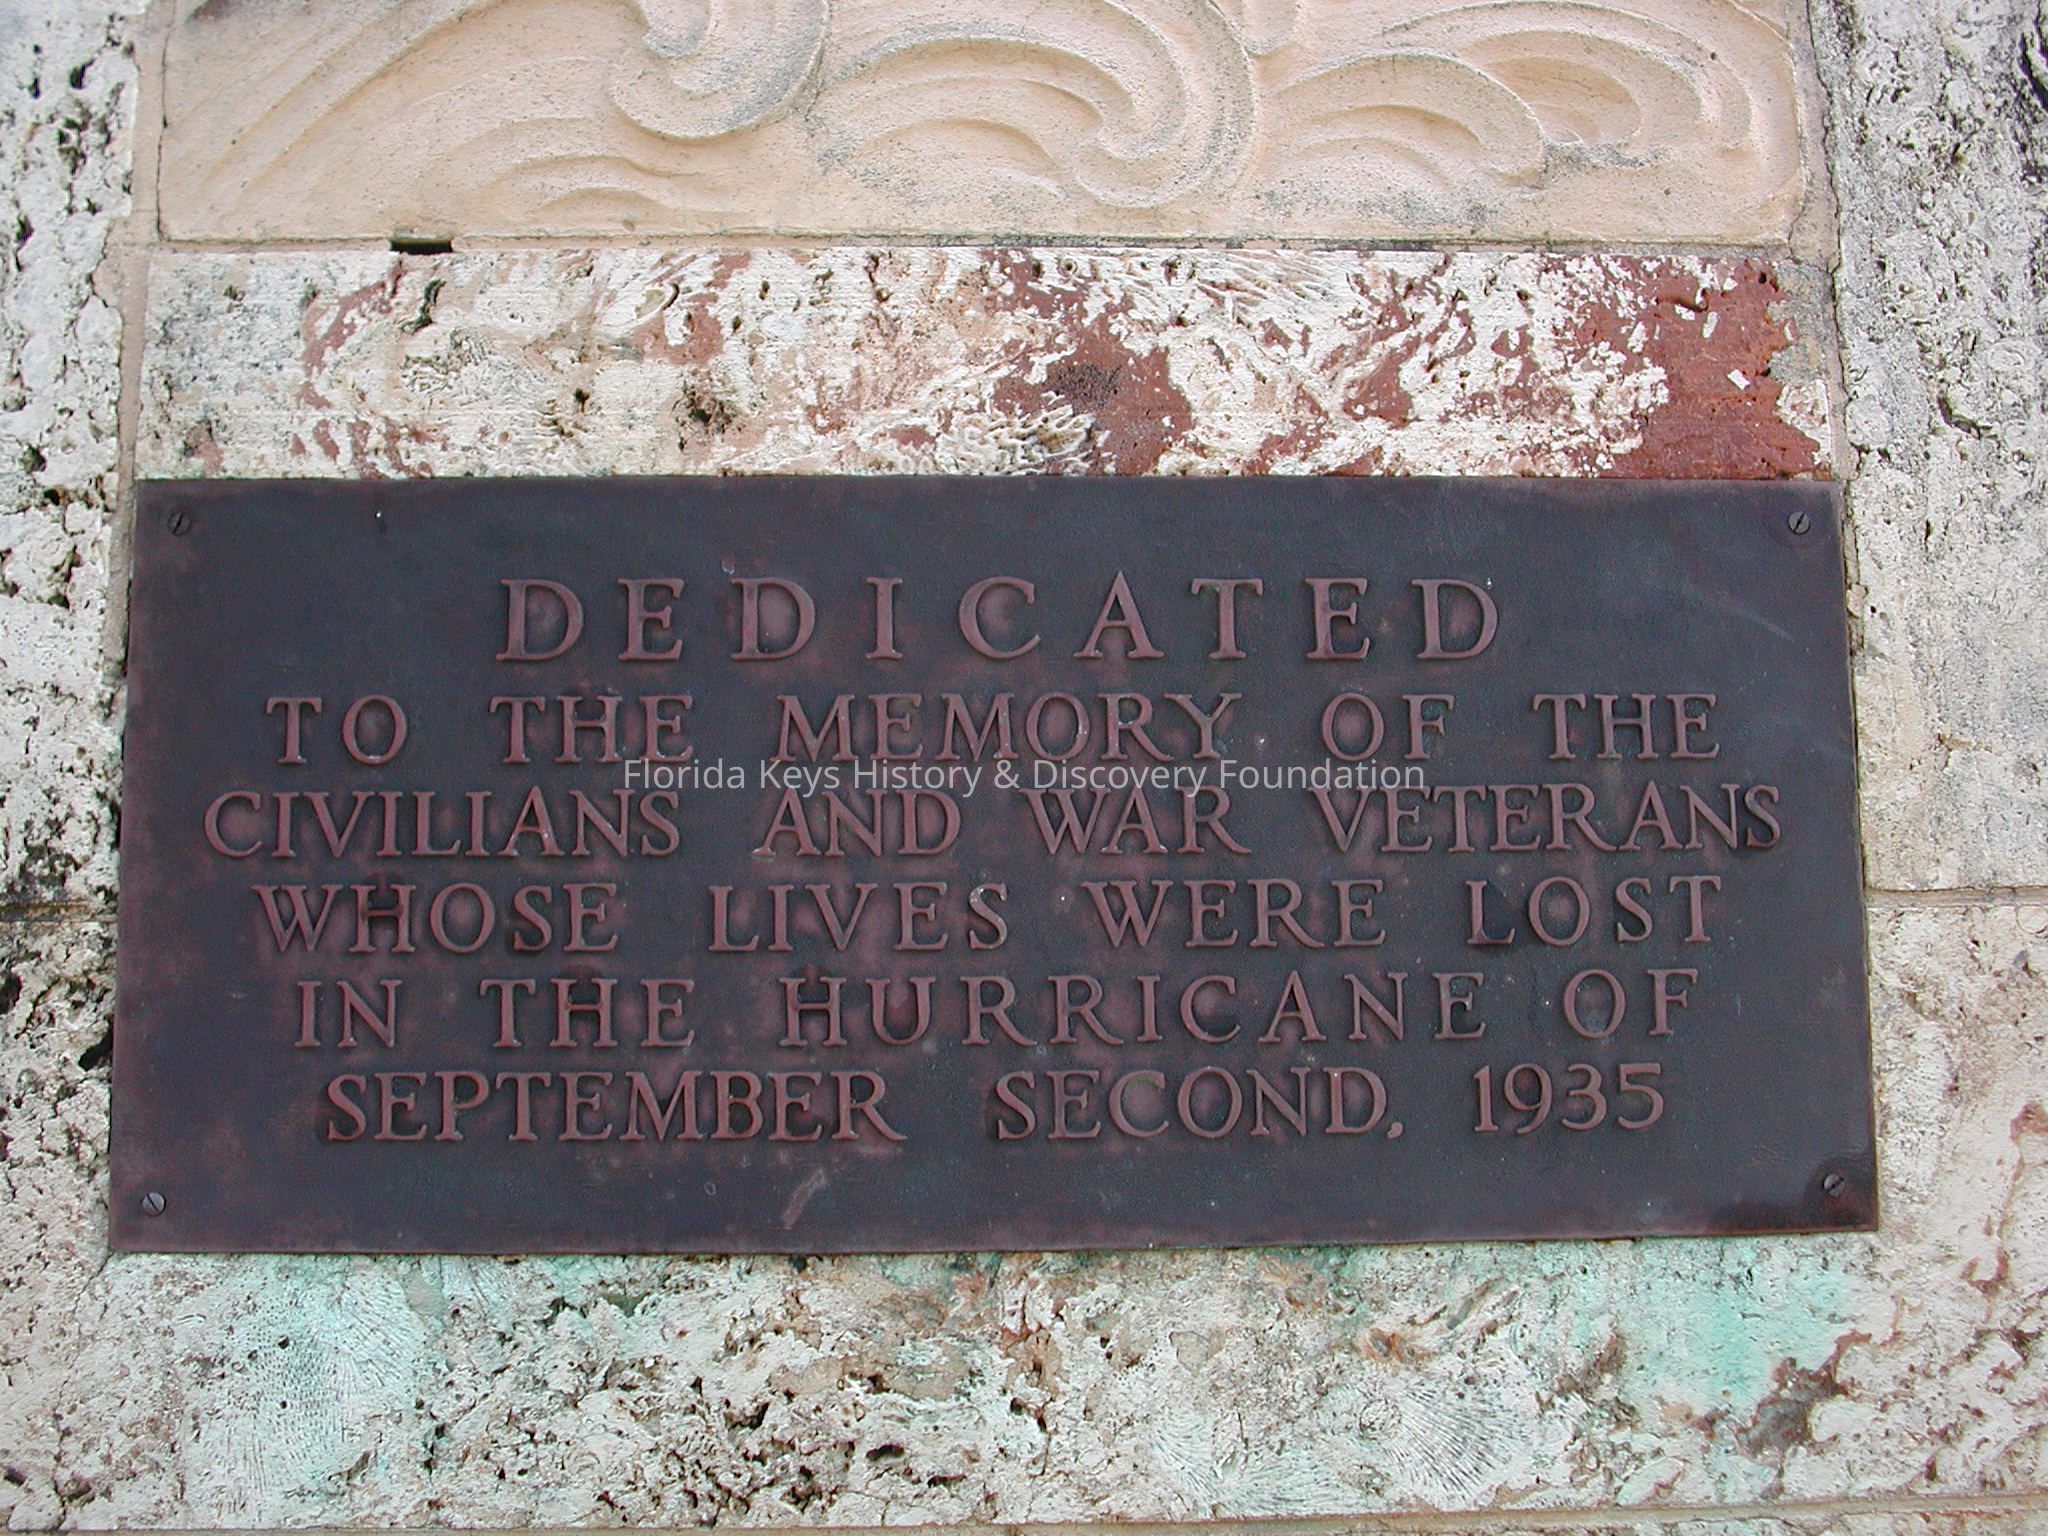 DEDICATED
TO THE MEMORY OF THE
Florida Keys History & Discovery Foundation
CIVILIANS AND WAR VETERANS
WHOSE LIVES WERE LOST
IN THE HURRICANE OF
SEPTEMBER SECOND, 1935